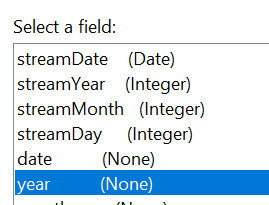 Select a field:
streamDate (Date)
streamYear (Integer)
streamMonth (Integer)
streamDay (Integer)
date (None)
year (None)